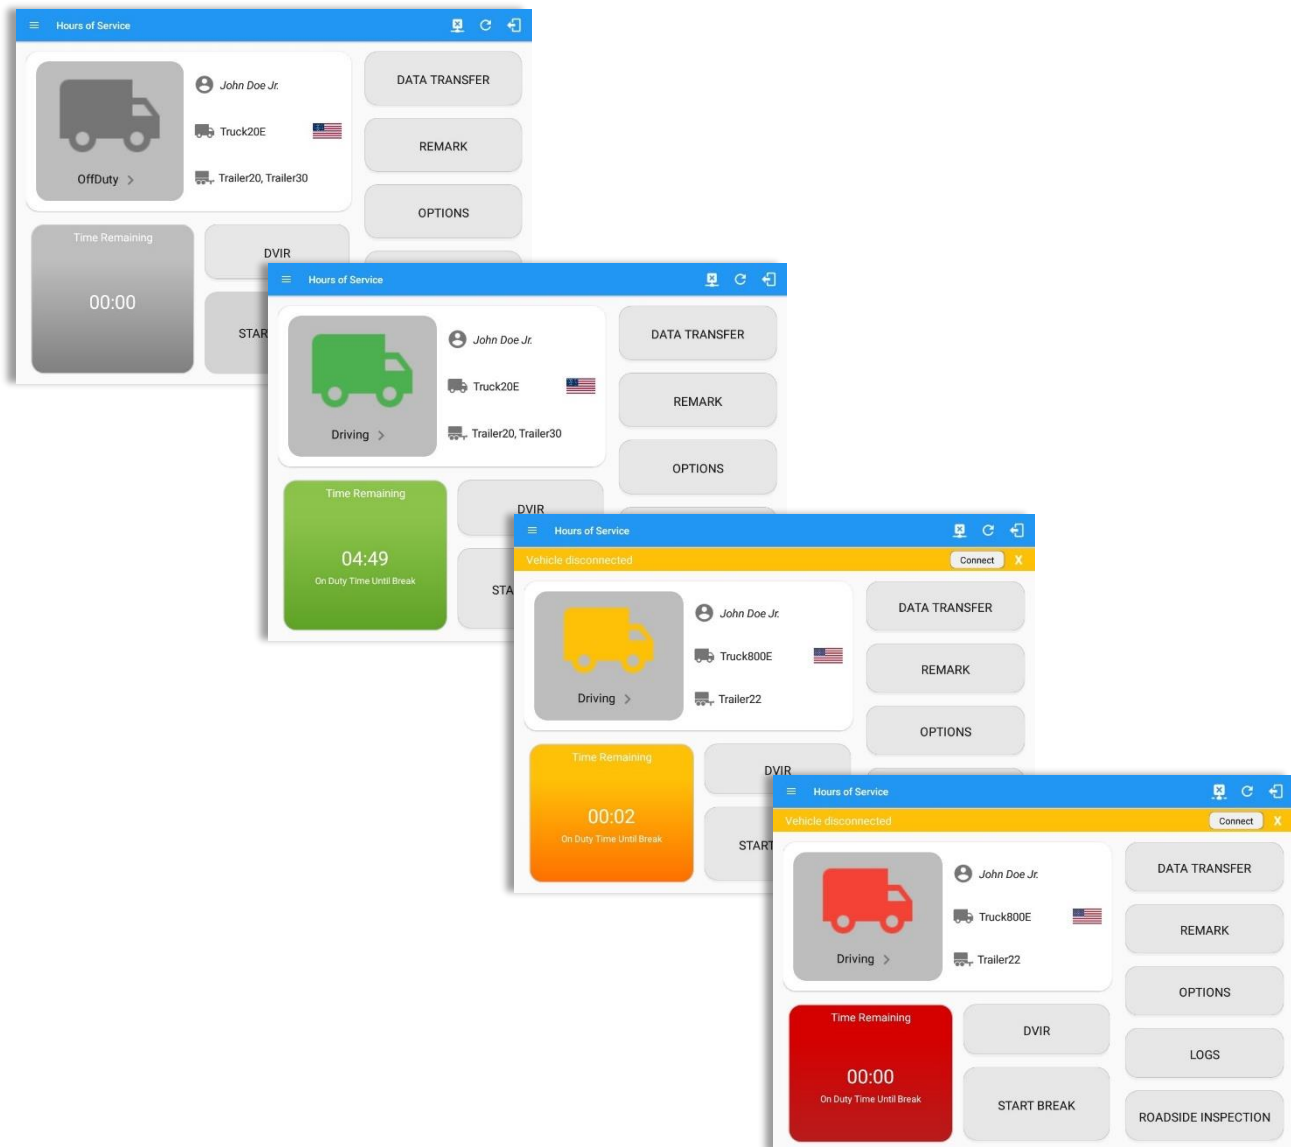 Hours of Service
John Doe Jr.
Truck20E
Trailer20, Trailer30
OffDuty
DATA TRANSFER
REMARK
OPTIONS
Time Remaining
00:00
DVIR
STAR
Hours of Service
John Doe Jr.
Truck20E
Trailer20, Trailer30
Driving
DATA TRANSFER
REMARK
OPTIONS
Time Remaining
04:49
On Duty Time Until Break
DVIR
STA
Hours of Service
Vehicle disconnected
Connect X
John Doe Jr.
Truck800E
Trailer22
Driving
DATA TRANSFER
REMARK
OPTIONS
Time Remaining
00:02
On Duty Time Until Break
DVIR
START
Hours of Service
Vehicle disconnected
Connect X
John Doe Jr.
Truck800E
Trailer22
Driving
DATA TRANSFER
REMARK
OPTIONS
LOGS
ROADSIDE INSPECTION
Time Remaining
00:00
On Duty Time Until Break
DVIR
START BREAK